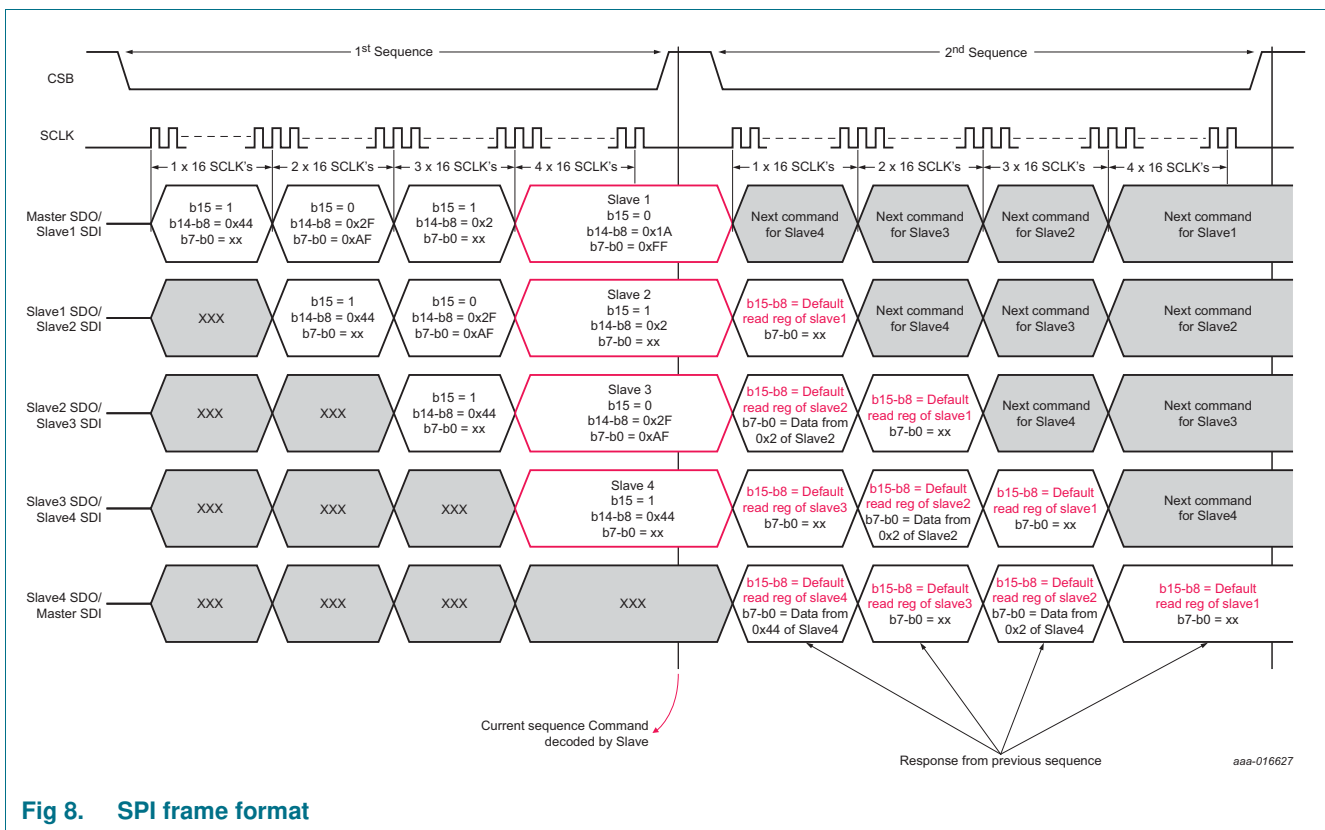 1st Sequence
2nd Sequence
CSB
SCLK
1 x 16 SCLK's
2 x 16 SCLK's
3 x 16 SCLK's
4 x 16 SCLK's
1 x 16 SCLK's
2 x 16 SCLK's
3 x 16 SCLK's
4 x 16 SCLK's
Master SDO/
Slave1 SDI
b15 = 1
b14-b8 = 0x44
b7-b0 = xx
b15 = 0
b14-b8 = 0x2F
b7-b0 = 0xAF
b15 = 1
b14-b8 = 0x2
b7-b0 = xx
Slave 1
b15 = 0
b14-b8 = 0x1A
b7-b0 = 0xFF
Next command
for Slave4
Next command
for Slave3
Next command
for Slave2
Next command
for Slave1
Slave1 SDO/
Slave2 SDI
XXX
b15 = 1
b14-b8 = 0x44
b7-b0 = xx
b15 = 0
b14-b8 = 0x2F
b7-b0 = 0xAF
Slave 2
b15 = 1
b14-b8 = 0x2
b7-b0 = xx
b15-b8 = Default
read reg of slave1
b7-b0 = xx
Next command
for Slave4
Next command
for Slave3
Next command
for Slave2
Slave2 SDO/
Slave3 SDI
XXX
XXX
b15 = 1
b14-b8 = 0x44
b7-b0 = xx
Slave 3
b15 = 0
b14-b8 = 0x2F
b7-b0 = 0xAF
b15-b8 = Default
read reg of slave2
b7-b0 = Data from
0x2 of Slave2
b15-b8 = Default
read reg of slave1
b7-b0 = xx
Next command
for Slave4
Next command
for Slave3
Slave3 SDO/
Slave4 SDI
XXX
XXX
XXX
Slave 4
b15 = 1
b14-b8 = 0x44
b7-b0 = xx
b15-b8 = Default
read reg of slave3
b7-b0 = xx
b15-b8 = Default
read reg of slave2
b7-b0 = Data from
0x2 of Slave2
b15-b8 = Default
read reg of slave1
b7-b0 = xx
Next command
for Slave4
Slave4 SDO/
Master SDI
XXX
XXX
XXX
XXX
b15-b8 = Default
read reg of slave4
b7-b0 = Data from
0x44 of Slave4
b15-b8 = Default
read reg of slave3
b7-b0 = xx
b15-b8 = Default
read reg of slave2
b7-b0 = Data from
0x2 of Slave4
b15-b8 = Default
read reg of slave1
b7-b0 = xx
Current sequence Command
decoded by Slave
Response from previous sequence
aaa-016627
Fig 8. SPI frame format